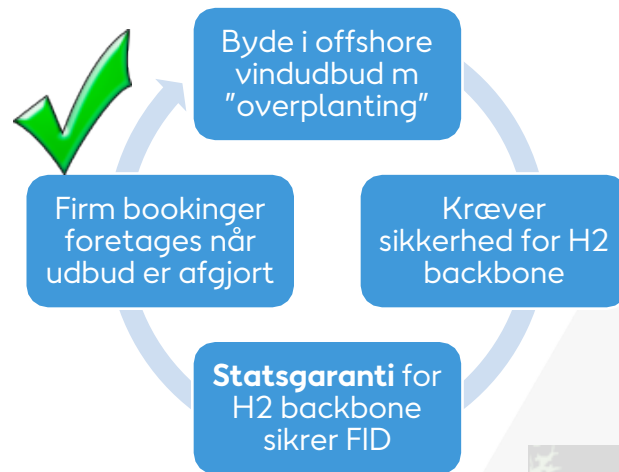 Byde i offshore
vindudbud m
"overplanting"
Kræver
sikkerhed for H2
backbone
Statsgaranti for
H2 backbone
sikrer FID
Firm bookinger
foretages når
udbud er afgjort